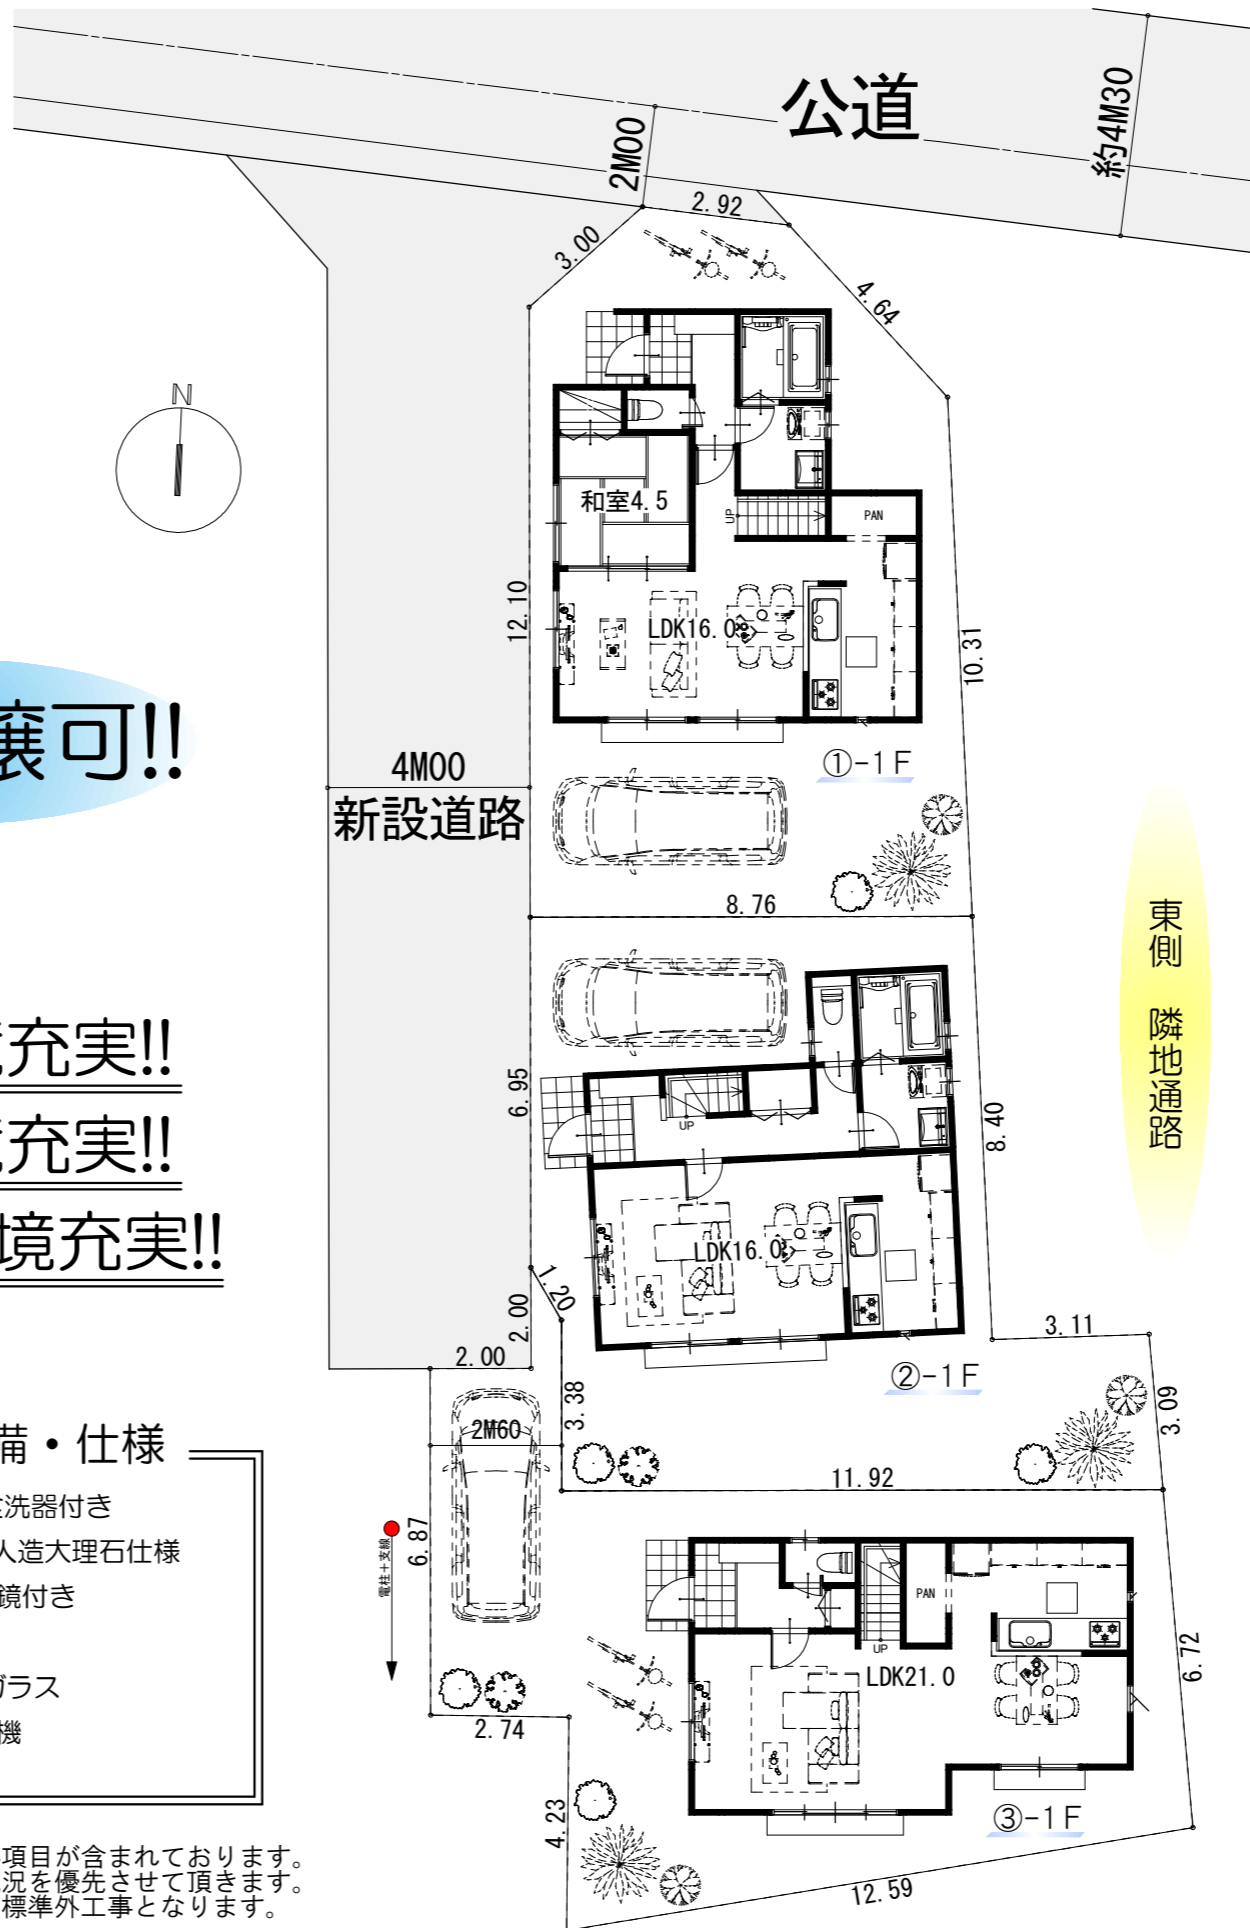 公道
約4M30
2M00
2.92
3.00
4.64
N
和室4.5
UP
PAN
LDK16.0
12.10
10.31
①-1F
譲可!!
4M00
新設道路
8.76
東側 隣地通路
充実!!
充実!!
境充実!!
6.95
UP
8.40
LDK16.0
1.20
2.00
2.00
3.11
②-1F
3.38
3.09
2M60
11.92
備・仕様
洗器付き
人造大理石仕様
鏡付き
ガラス
機
電柱+支線
6.87
PAN
UP
LDK21.0
6.72
2.74
4.23
③-1F
12.59
項目が含まれております。
況を優先させて頂きます。
標準外工事となります。